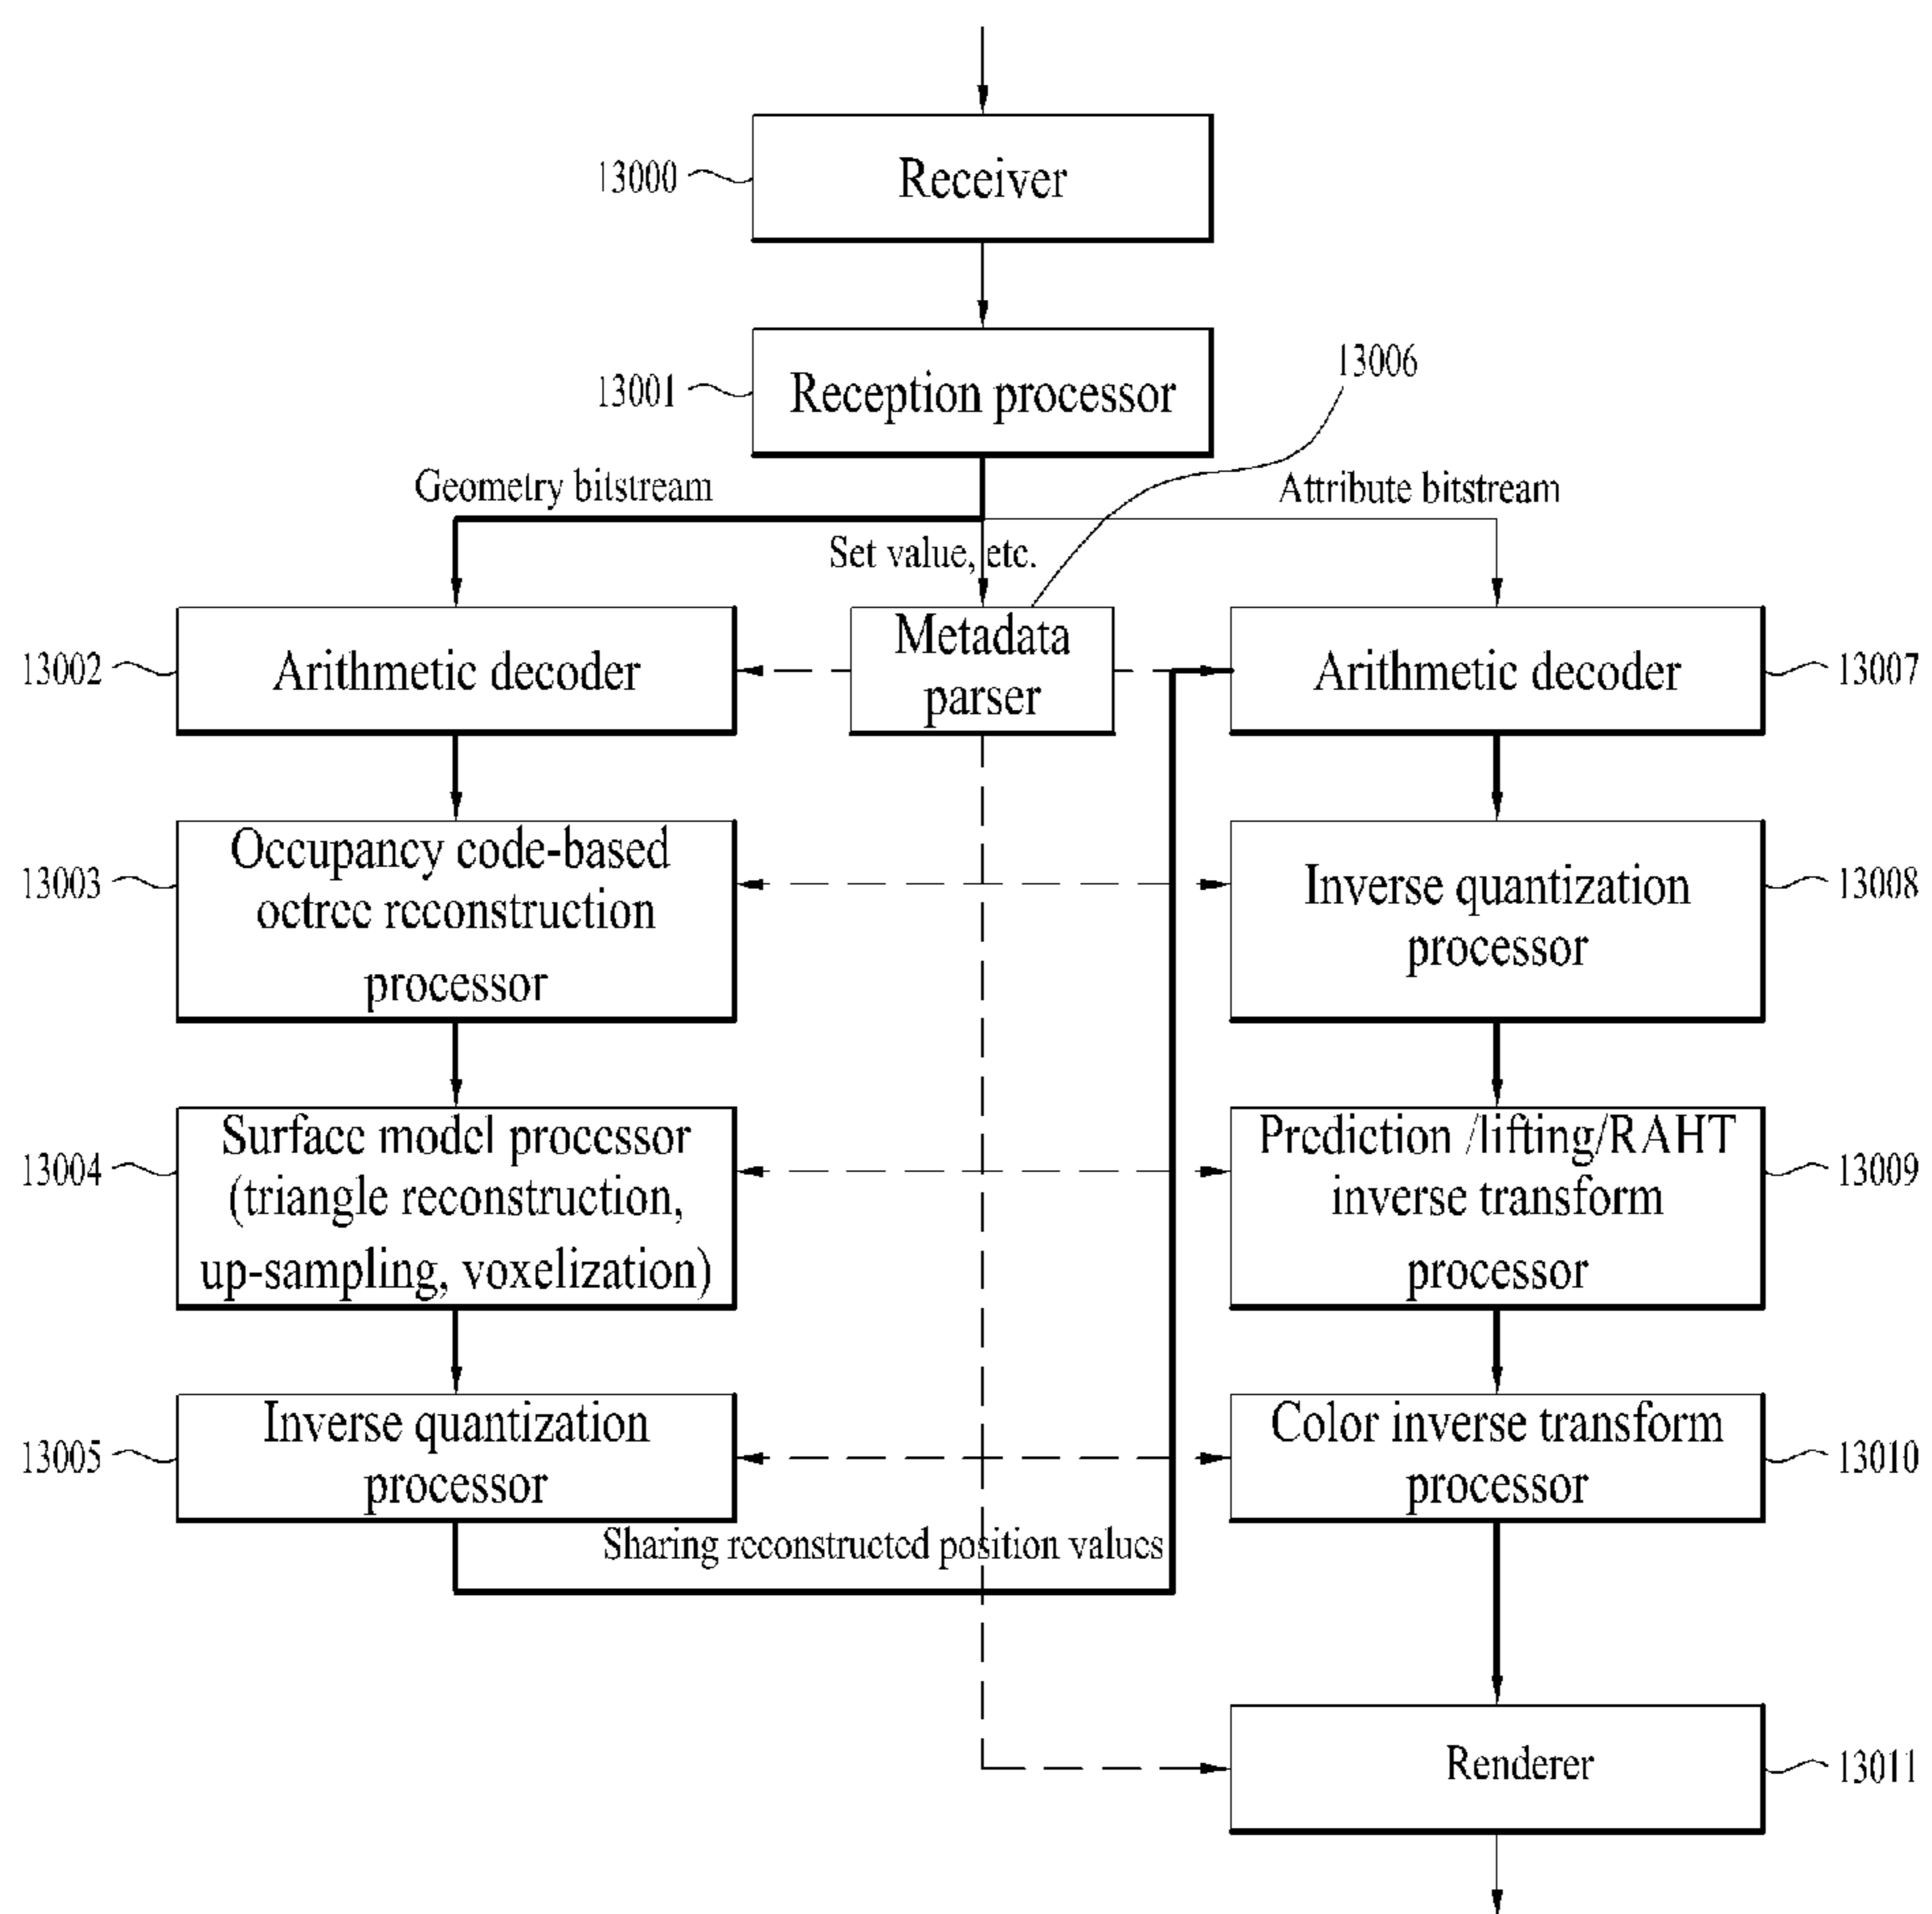 13000
Receiver
13001
Reception processor
13006
Geometry bitstream
Attribute bitstream
Set value, etc.
13002
Arithmetic decoder
Metadata
parser
Arithmetic decoder
13007
13003
Occupancy code-based
octree reconstruction
processor
Inverse quantization
processor
13008
13004
Surface model processor
(triangle reconstruction,
up-sampling, voxelization)
Prediction /lifting/RAHT
inverse transform
processor
13009
13005
Inverse quantization
processor
Color inverse transform
processor
13010
Sharing reconstructed position values
Renderer
13011